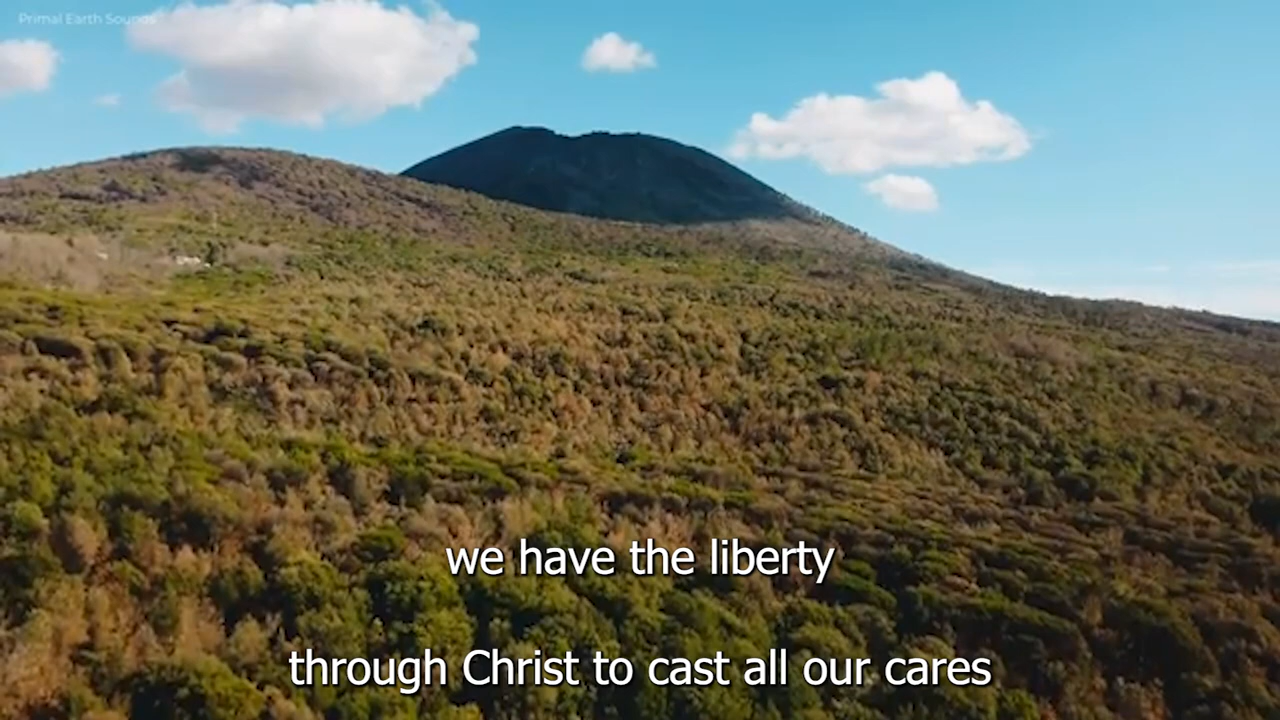 Primal Earth Sounds
we have the liberty
through Christ to cast all our cares